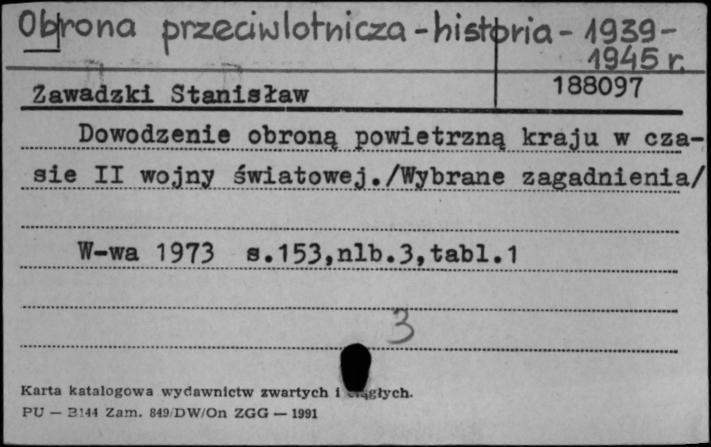 Obrona przeciwlotnicza - historia - 1939-
1945 r.
Zawadzki Stanisław
188097
Dowodzenie obroną powietrzną kraju w cza-
sie II wojny światowej./Wybrane zagadnienia/
W-wa 1973 s.153,nlb.3,tabl.1
3
Karta katalogowa wydawnictw zwartych i ciągłych.
PU — B144 Zam. 849/DW/On ZGG — 1991